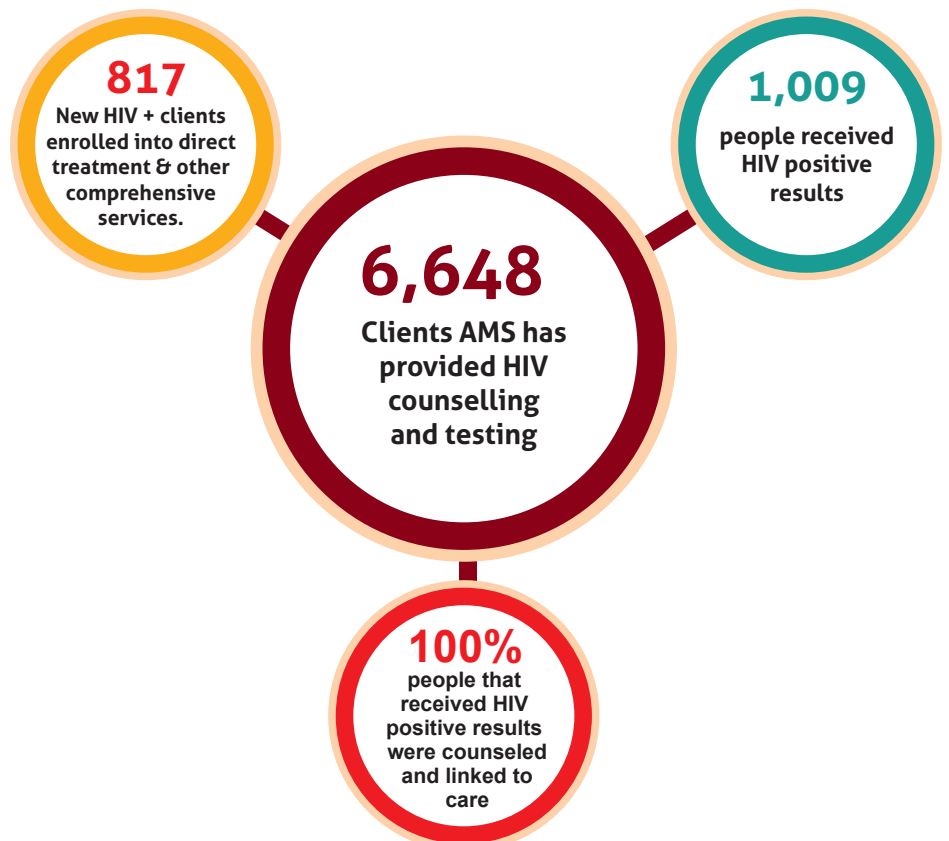 817
New HIV + clients
enrolled into direct
treatment & other
comprehensive
services.
1,009
people received
HIV positive
results
6,648
Clients AMS has
provided HIV
counselling
and testing
100%
people that
received HIV
positive results
were counseled
and linked to
care